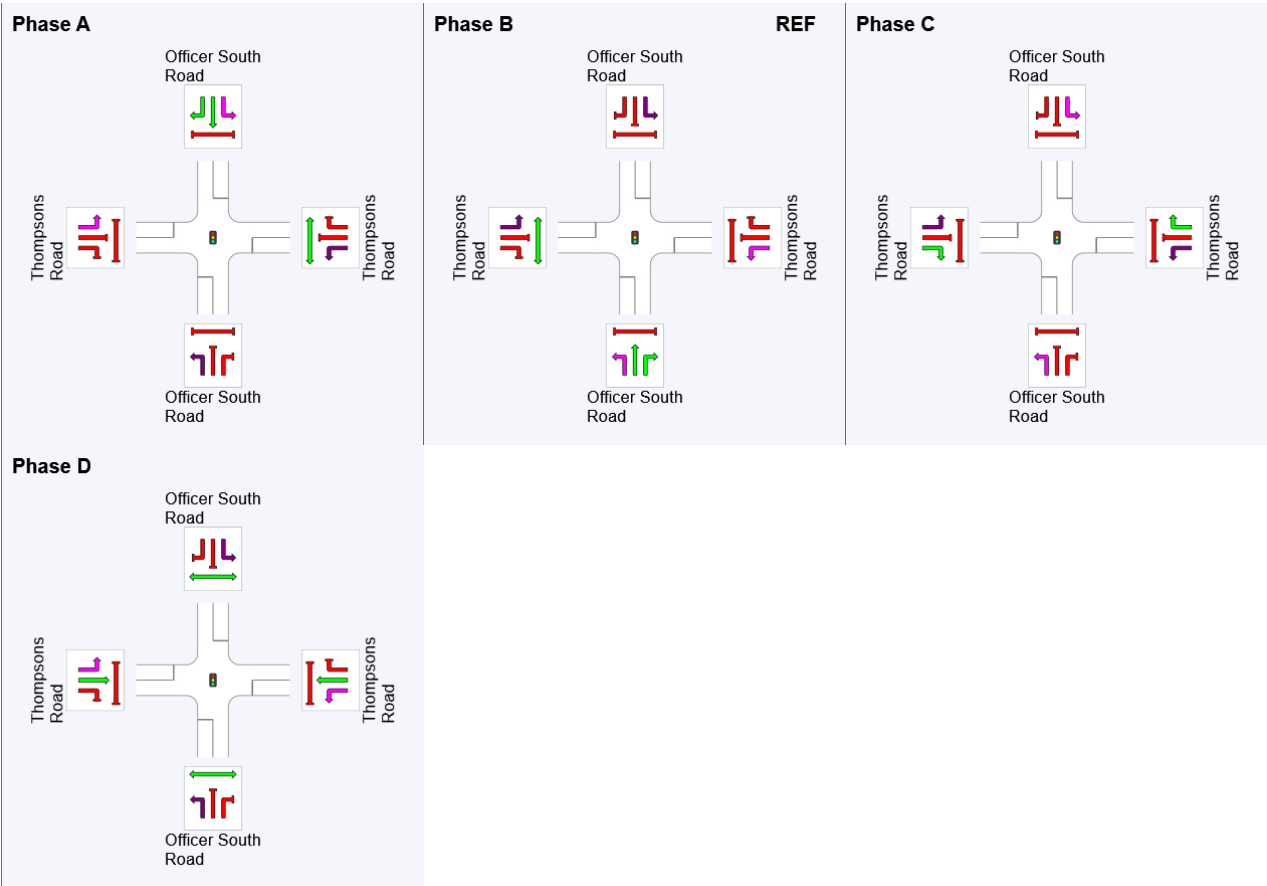 Phase A
Officer South
Road
Thompsons
Road
Thompsons
Road
Officer South
Road
Phase B
REF
Officer South
Road
Thompsons
Road
Thompsons
Road
Officer South
Road
Phase C
Officer South
Road
Thompsons
Road
Thompsons
Road
Officer South
Road
Phase D
Officer South
Road
Thompsons
Road
Thompsons
Road
Officer South
Road